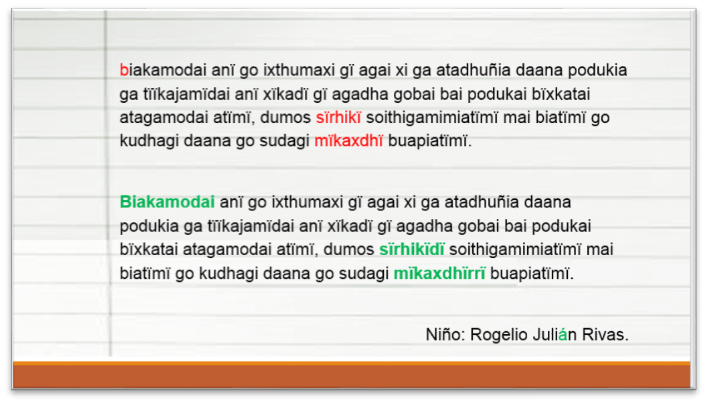 biakamodai anï go ixthumaxi gï agai xi ga atadhuñia daana podukia
ga tïïkajamïdai anï xïkadï gï agadha gobai bai podukai bïxkatai
atagamodai atïmï, dumos sïrhikï soithigamimiatïmï mai biatïmï go
kudhagi daana go sudagi mïkaxdhï buapiatïmï.
Biakamodai anï go ixthumaxi gï agai xi ga atadhuñia daana
podukia ga tïïkajamïdai anï xïkadï gï agadha gobai bai podukai
bïxkatai atagamodai atïmï, dumos sïrhikïdï soithigamimiatïmï mai
biatïmï go kudhagi daana go sudagi mïkaxdhïrrï buapiatïmï.
Niño: Rogelio Julián Rivas.